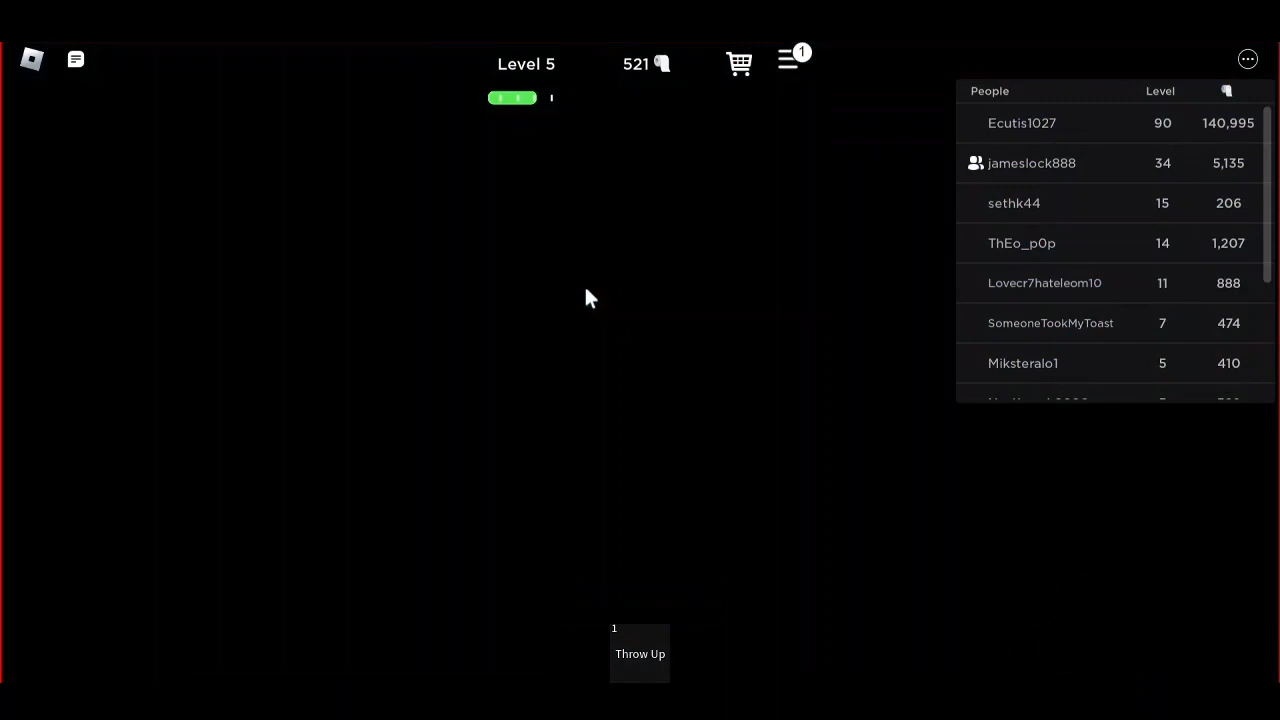 Level 5
521
1
People Level
Ecutis1027 90 140,995
jameslock888 34 5,135
sethk44 15 206
ThEo_p0p 14 1,207
Lovecr7hateleom10 11 888
SomeoneTookMyToast 7 474
Miksteralo1 5 410
1
Throw Up